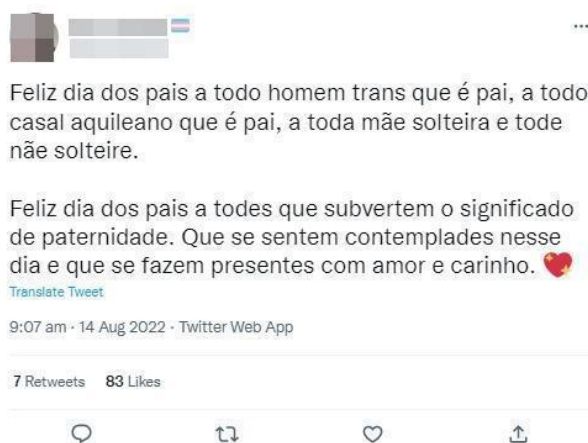 Feliz dia dos pais a todo homem trans que é pai, a todo
casal aquileano que é pai, a toda mãe solteira e tode
nãe solteire.
Feliz dia dos pais a todes que subvertem o significado
de paternidade. Que se sentem contemplades nesse
dia e que se fazem presentes com amor e carinho. 💖
Translate Tweet
9:07 am · 14 Aug 2022 · Twitter Web App
7 Retweets 83 Likes